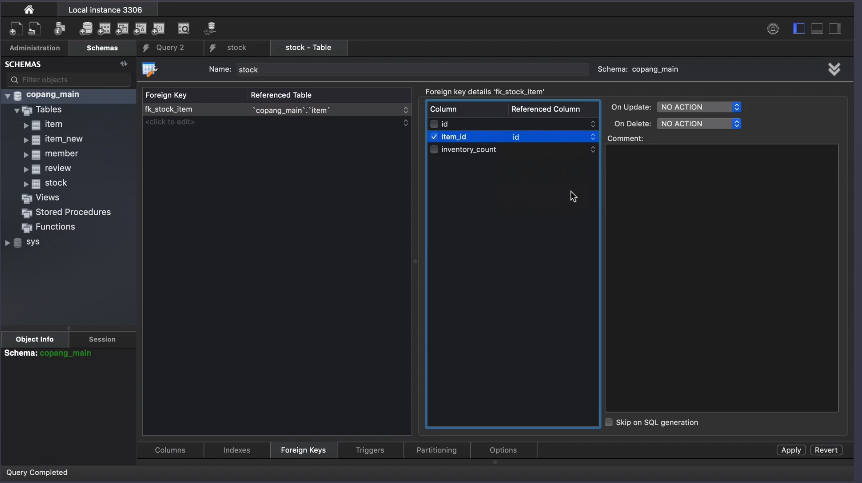 Local instance 3306
Administration Schemas Query 2 stock stock - Table
SCHEMAS
Filter objects
Name: stock Schema: copang_main
copang_main
Tables
item
item_new
member
review
stock
Views
Stored Procedures
Functions
sys
Foreign Key Referenced Table
fk_stock_item `copang_main`.`item`
<click to edit>
Foreign key details 'fk_stock_item'
Column Referenced Column
id
item_id id
inventory_count
On Update: NO ACTION
On Delete: NO ACTION
Comment:
Skip on SQL generation
Object Info Session
Schema: copang_main
Columns Indexes Foreign Keys Triggers Partitioning Options Apply Revert
Query Completed